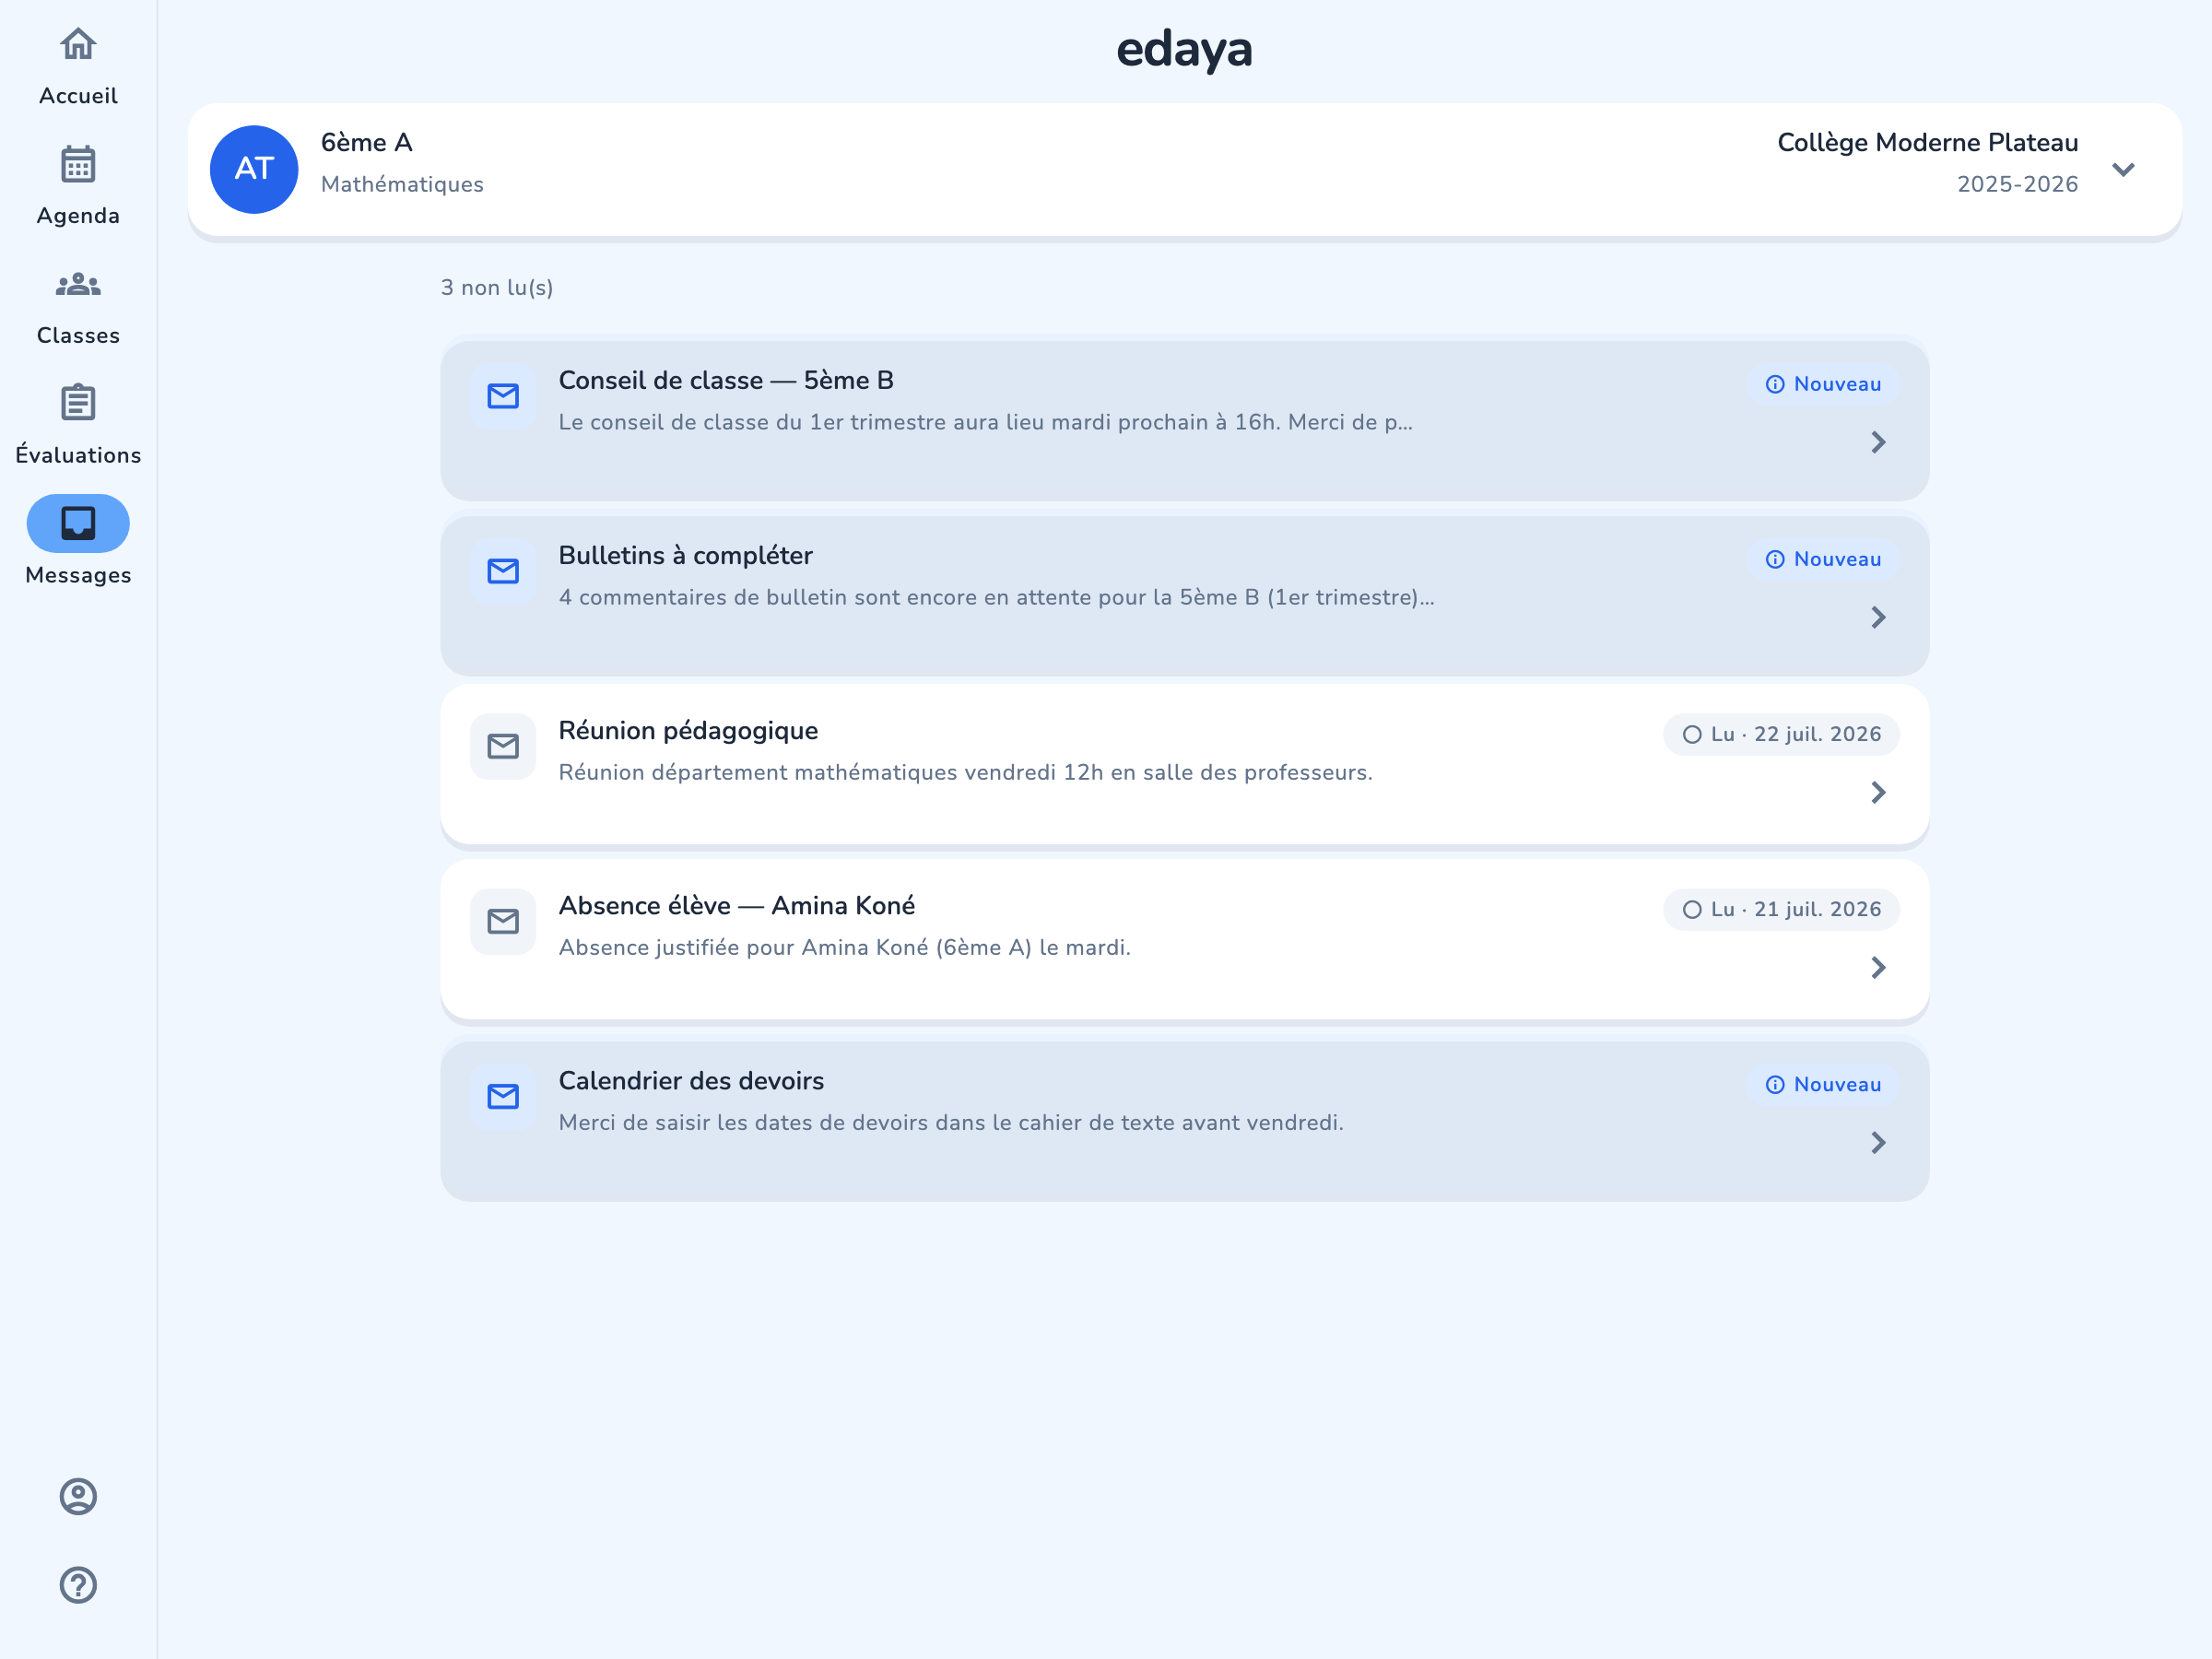 edaya
Accueil
Agenda
Classes
Évaluations
Messages
AT
6ème A
Mathématiques
Collège Moderne Plateau
2025-2026
3 non lu(s)
Conseil de classe — 5ème B
Le conseil de classe du 1er trimestre aura lieu mardi prochain à 16h. Merci de p...
Nouveau
Bulletins à compléter
4 commentaires de bulletin sont encore en attente pour la 5ème B (1er trimestre)...
Nouveau
Réunion pédagogique
Réunion département mathématiques vendredi 12h en salle des professeurs.
Lu · 22 juil. 2026
Absence élève — Amina Koné
Absence justifiée pour Amina Koné (6ème A) le mardi.
Lu · 21 juil. 2026
Calendrier des devoirs
Merci de saisir les dates de devoirs dans le cahier de texte avant vendredi.
Nouveau